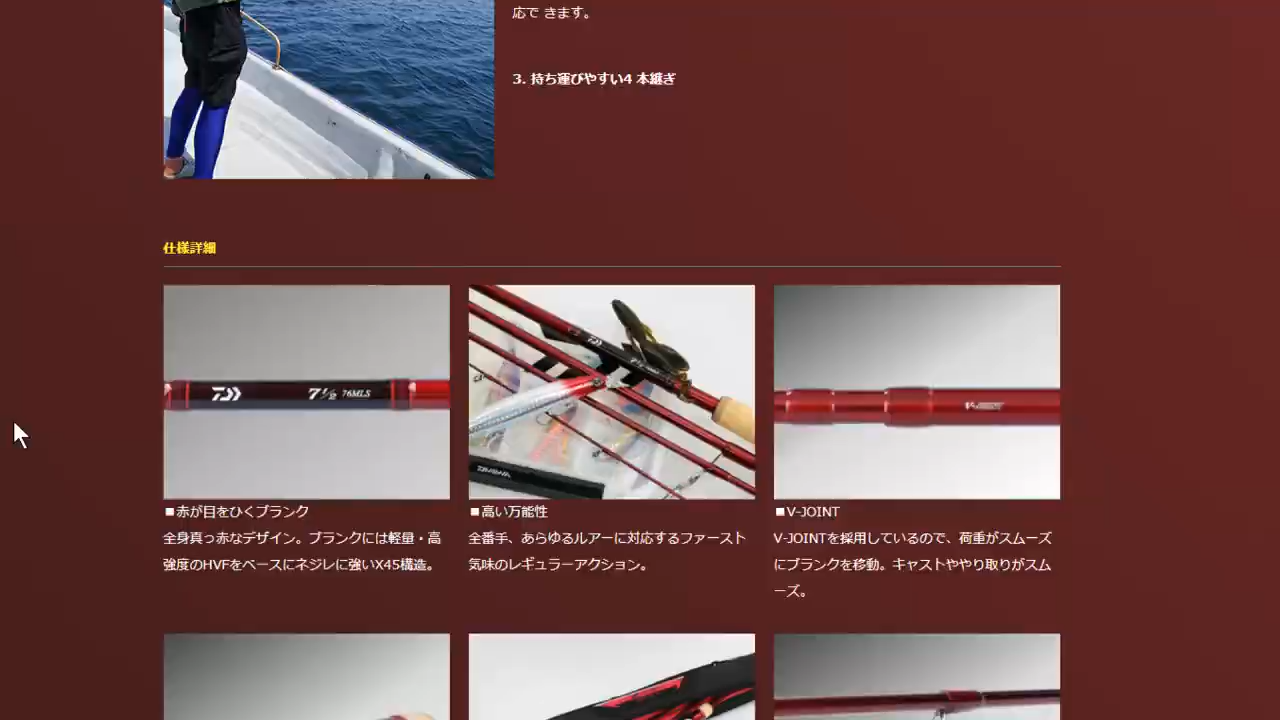 応で きます。
3. 持ち運びやすい4 本継ぎ
仕様詳細
7½ 76MLS
DAIWA
V-JOINT
■赤が目をひくブランク
全身真っ赤なデザイン。ブランクには軽量・高
強度のHVFをベースにネジレに強いX45構造。
■高い万能性
全番手、あらゆるルアーに対応するファースト
気味のレギュラーアクション。
■V-JOINT
V-JOINTを採用しているので、荷重がスムーズ
にブランクを移動。キャストややり取りがスム
ーズ。